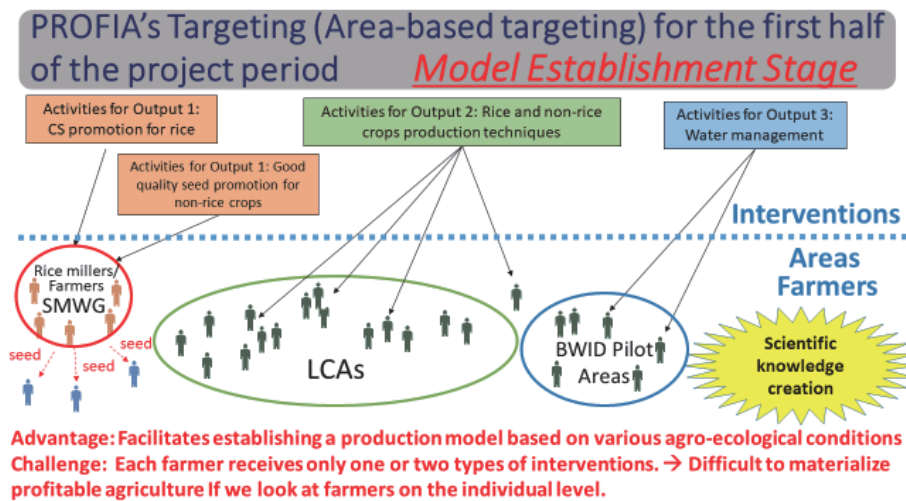 PROFIA's Targeting (Area-based targeting) for the first half
of the project period Model Establishment Stage
Activities for Output 1:
CS promotion for rice
Activities for Output 2: Rice and non-rice
crops production techniques
Activities for Output 3:
Water management
Activities for Output 1: Good
quality seed promotion for
non-rice crops
Interventions
Areas
Farmers
Rice millers/
Farmers
SMWG
seed
seed
seed
LCAs
BWID Pilot
Areas
Scientific
knowledge
creation
Advantage: Facilitates establishing a production model based on various agro-ecological conditions
Challenge: Each farmer receives only one or two types of interventions. → Difficult to materialize
profitable agriculture If we look at farmers on the individual level.